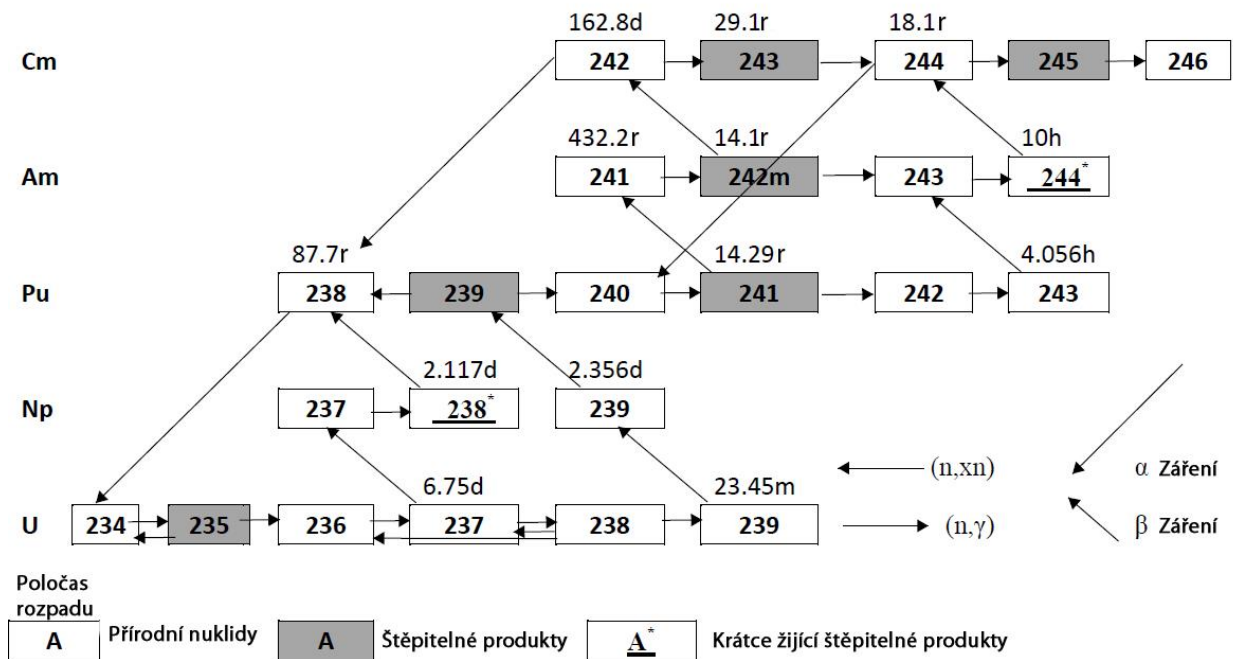 162.8d 29.1r 18.1r
Cm 242 243 244 245 246
432.2r 14.1r 10h
Am 241 242m 243 244*
87.7r 14.29r 4.056h
Pu 238 239 240 241 242 243
2.117d 2.356d
Np 237 238* 239
(n,xn) α Záření
6.75d 23.45m
U 234 235 236 237 238 239
(n,γ) β Záření
Poločas
rozpadu
A Přírodní nuklidy A Štěpitelné produkty A* Krátce žijící štěpitelné produkty